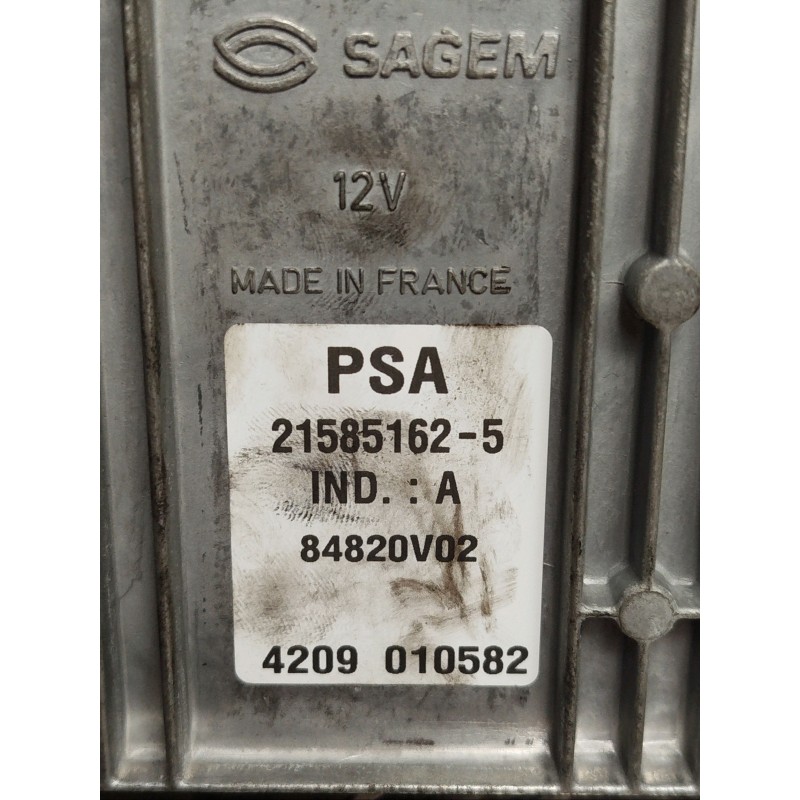 SAGEM
12V
MADE IN FRANCE
PSA
21585162-5
IND. : A
84820V02
4209 010582